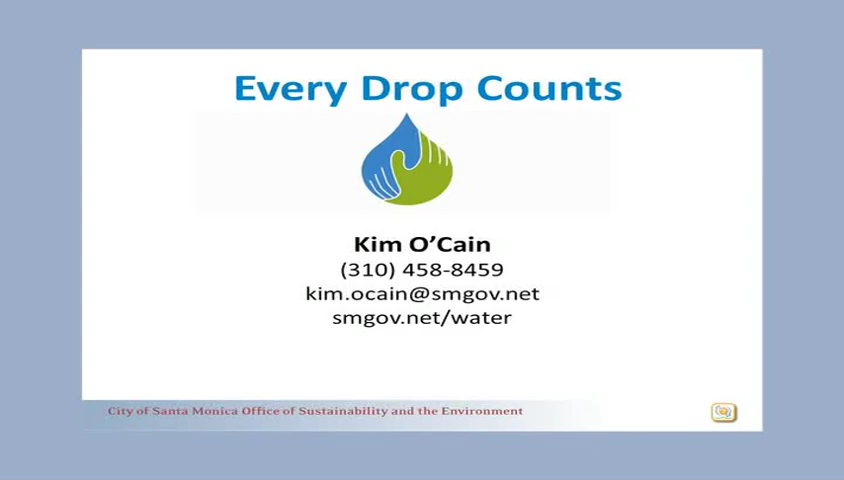 Every Drop Counts
Kim O’Cain
(310) 458-8459
kim.ocain@smgov.net
smgov.net/water
City of Santa Monica Office of Sustainability and the Environment